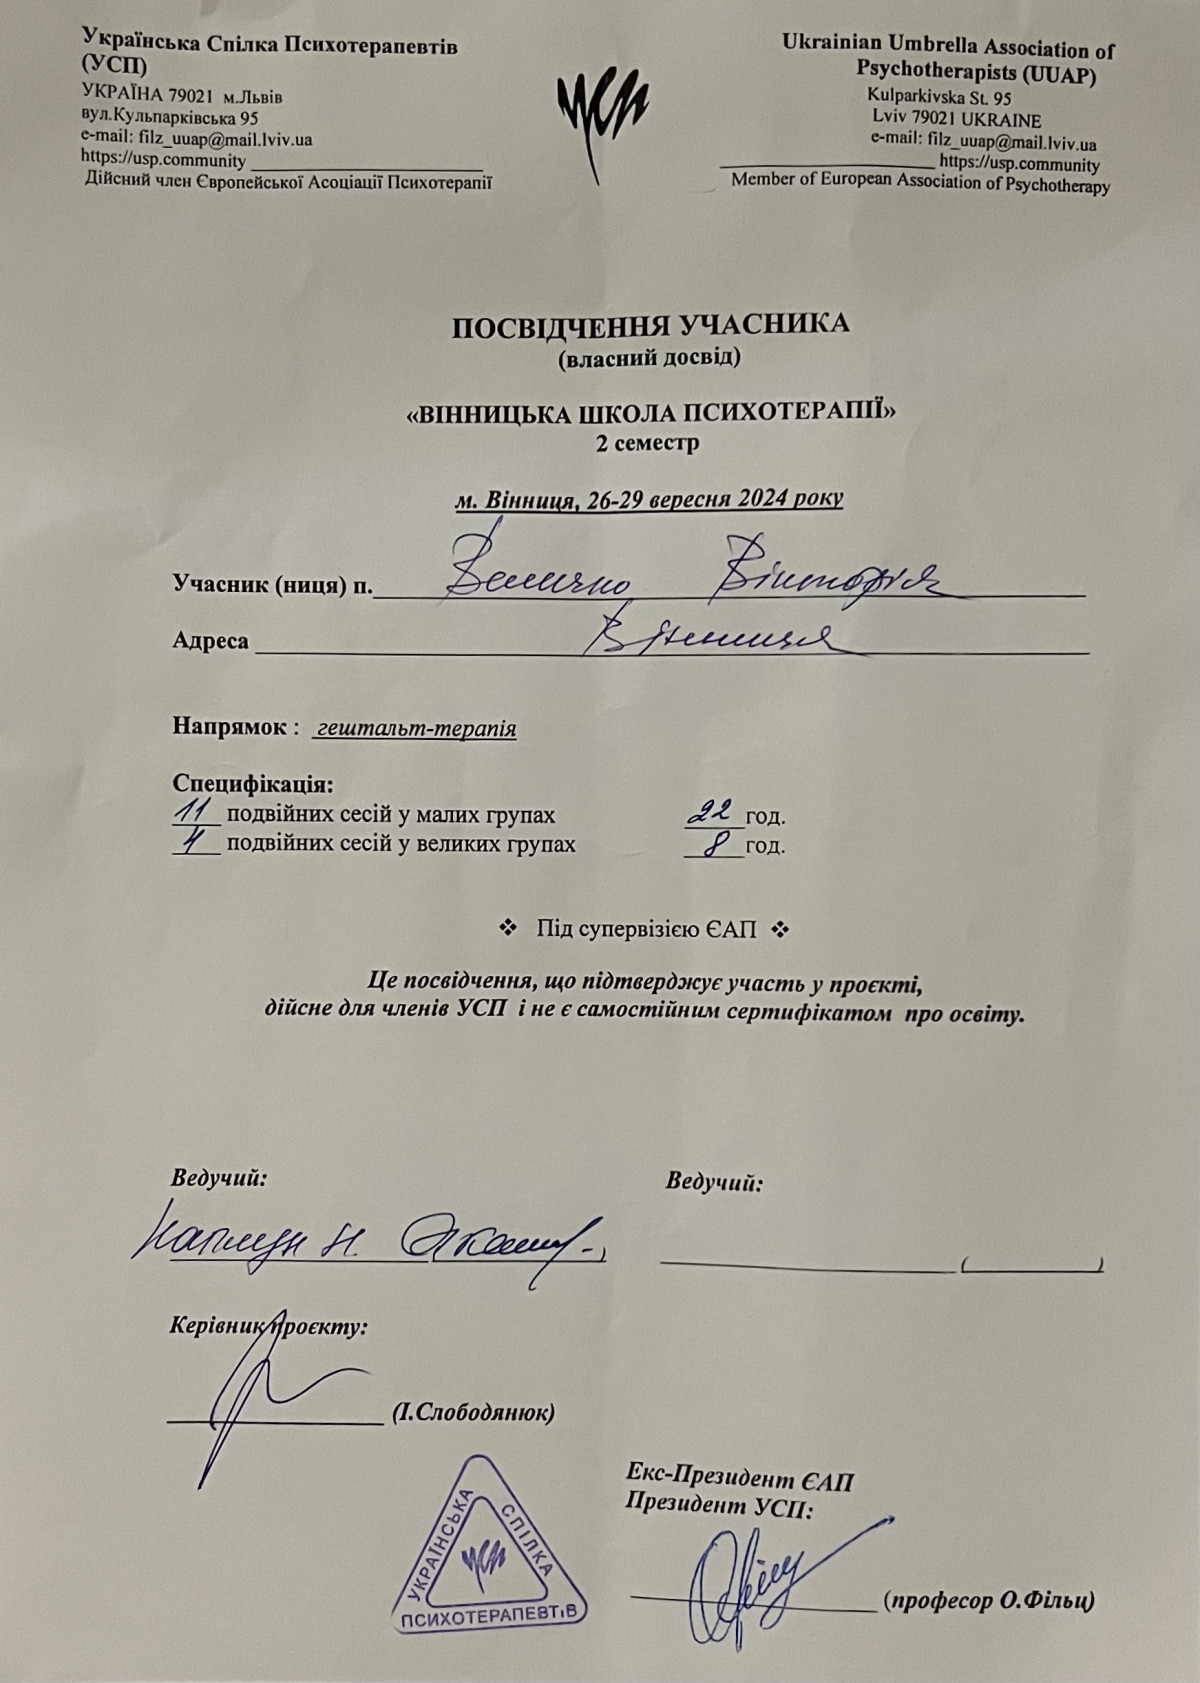 Українська Спілка Психотерапевтів
(УСП)
УКРАЇНА 79021 м.Львів
вул.Кульпарківська 95
e-mail: filz_uuap@mail.lviv.ua
https://usp.community
Дійсний член Європейської Асоціації Психотерапії
усп
Ukrainian Umbrella Association of
Psychotherapists (UUAP)
Kulparkivska St. 95
Lviv 79021 UKRAINE
e-mail: filz_uuap@mail.lviv.ua
https://usp.community
Member of European Association of Psychotherapy
ПОСВІДЧЕННЯ УЧАСНИКА
(власний досвід)
«ВІННИЦЬКА ШКОЛА ПСИХОТЕРАПІЇ»
2 семестр
м. Вінниця, 26-29 вересня 2024 року
Учасник (ниця) п. Величко Вікторія
Адреса Вінниця
Напрямок : гештальт-терапія
Специфікація:
11 подвійних сесій у малих групах 22 год.
4 подвійних сесій у великих групах 8 год.
❖ Під супервізією ЄАП ❖
Це посвідчення, що підтверджує участь у проєкті,
дійсне для членів УСП і не є самостійним сертифікатом про освіту.
Ведучий: Ведучий:
Керівник проєкту:
(І.Слободянюк)
Екс-Президент ЄАП
Президент УСП:
(професор О.Фільц)
УКРАЇНСЬКА СПІЛКА
усп
ПСИХОТЕРАПЕВТІВ